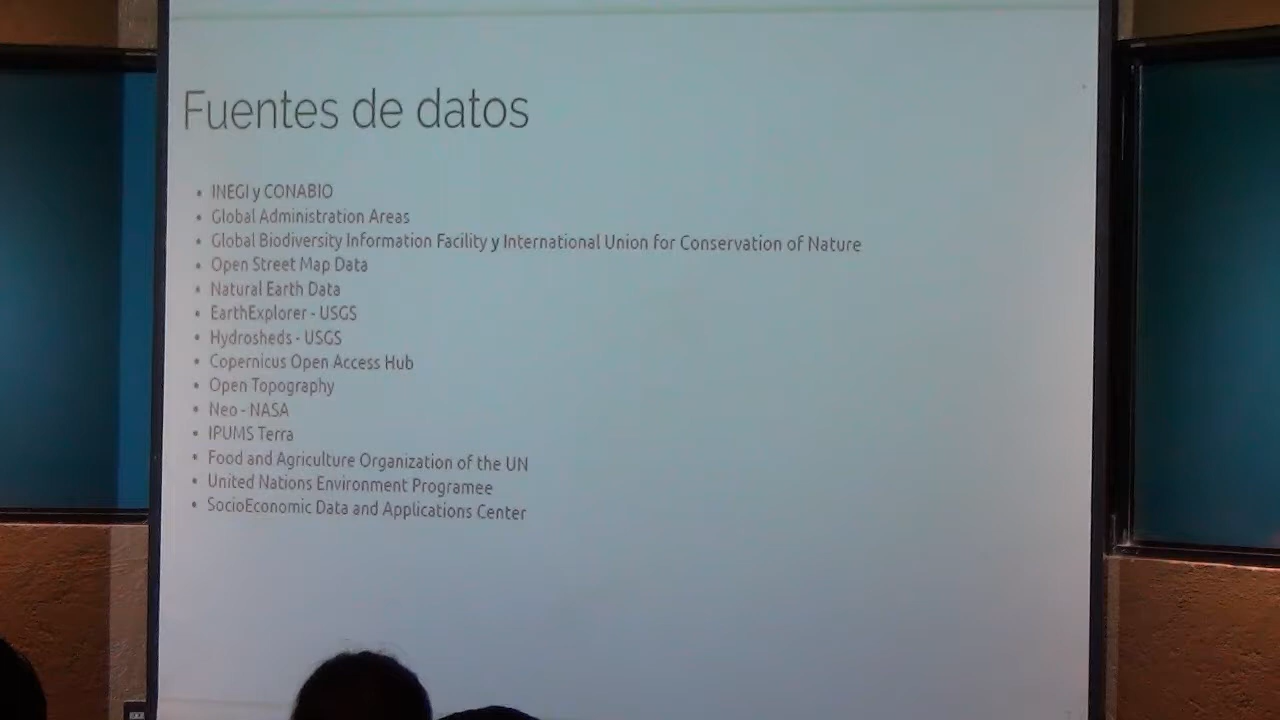 Fuentes de datos
• INEGI y CONABIO
• Global Administration Areas
• Global Biodiversity Information Facility y International Union for Conservation of Nature
• Open Street Map Data
• Natural Earth Data
• EarthExplorer - USGS
• Hydrosheds - USGS
• Copernicus Open Access Hub
• Open Topography
• Neo - NASA
• IPUMS Terra
• Food and Agriculture Organization of the UN
• United Nations Environment Programee
• SocioEconomic Data and Applications Center